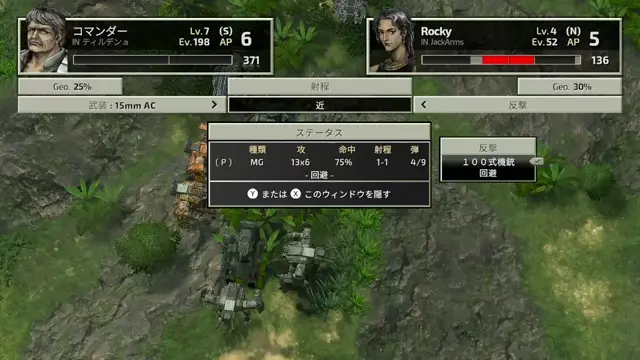 コマンダー Lv.7 (S) 6
IN ティルデンa Ev.198 AP
371
Rocky Lv.4 (N) 5
IN JackArms Ev.52 AP
136
Geo. 25%
射程
Geo. 30%
武装 : 15mm AC
近
反撃
ステータス
種類 攻 命中 射程 弾
(P) MG 13x6 75% 1-1 4/9
- 回避 -
Y または X このウィンドウを隠す
反撃
100式機銃
回避